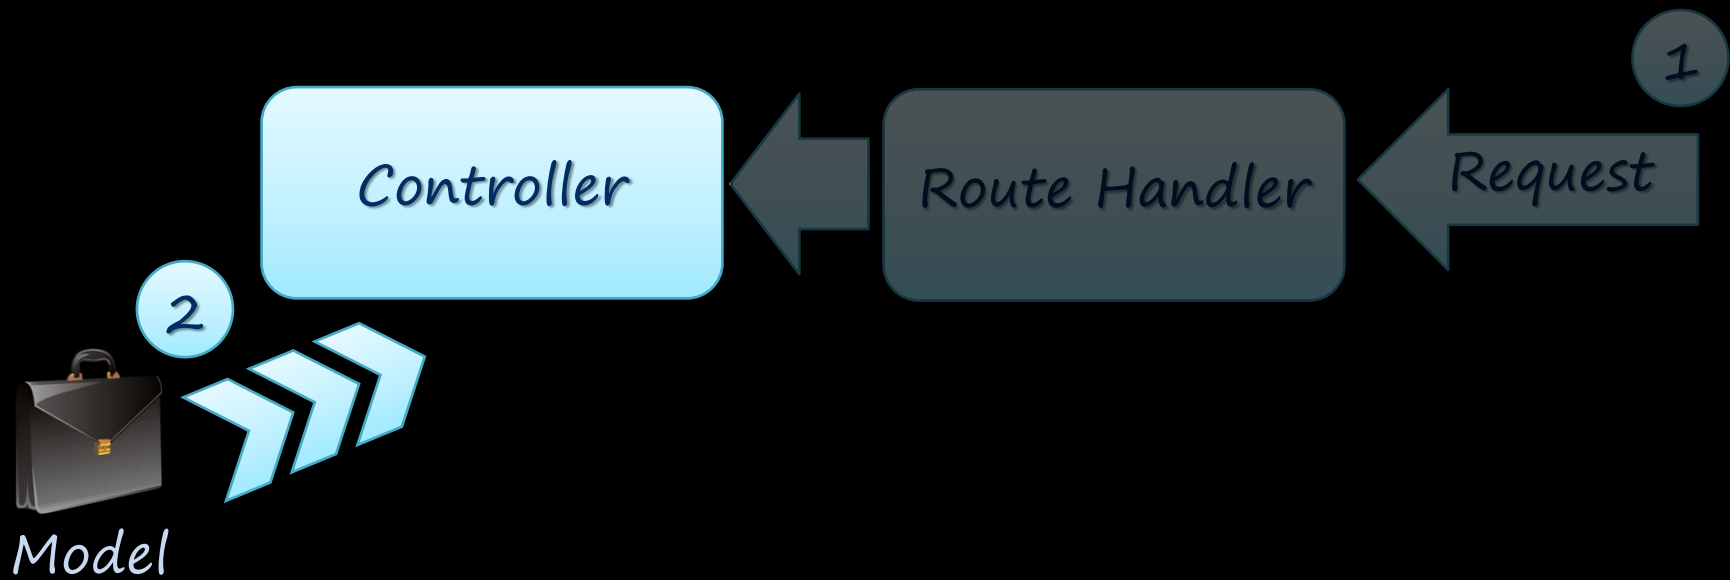 1
Controller
Route Handler
Request
2
Model